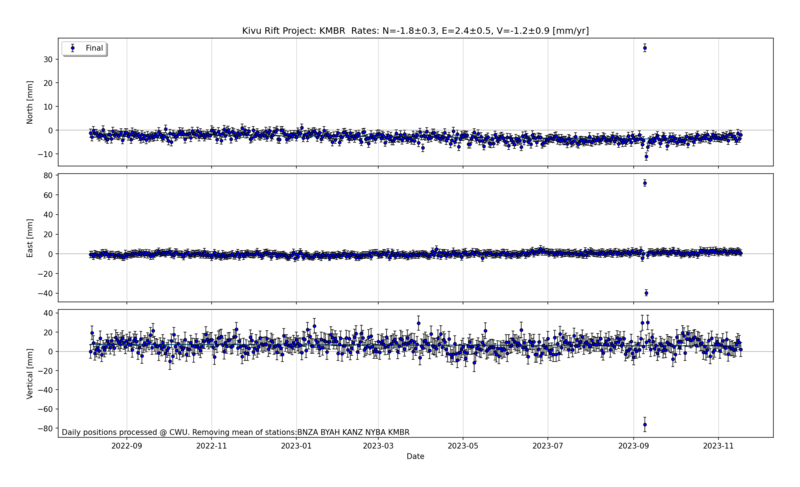 Kivu Rift Project: KMBR  Rates: N=-1.8±0.3, E=2.4±0.5, V=-1.2±0.9 [mm/yr]
Final
North [mm]
30
20
10
0
−10
East [mm]
80
60
40
20
0
−20
−40
Vertical [mm]
40
20
0
−20
−40
−60
−80
Daily positions processed @ CWU. Removing mean of stations:BNZA BYAH KANZ NYBA KMBR
2022-09 2022-11 2023-01 2023-03 2023-05 2023-07 2023-09 2023-11
Date